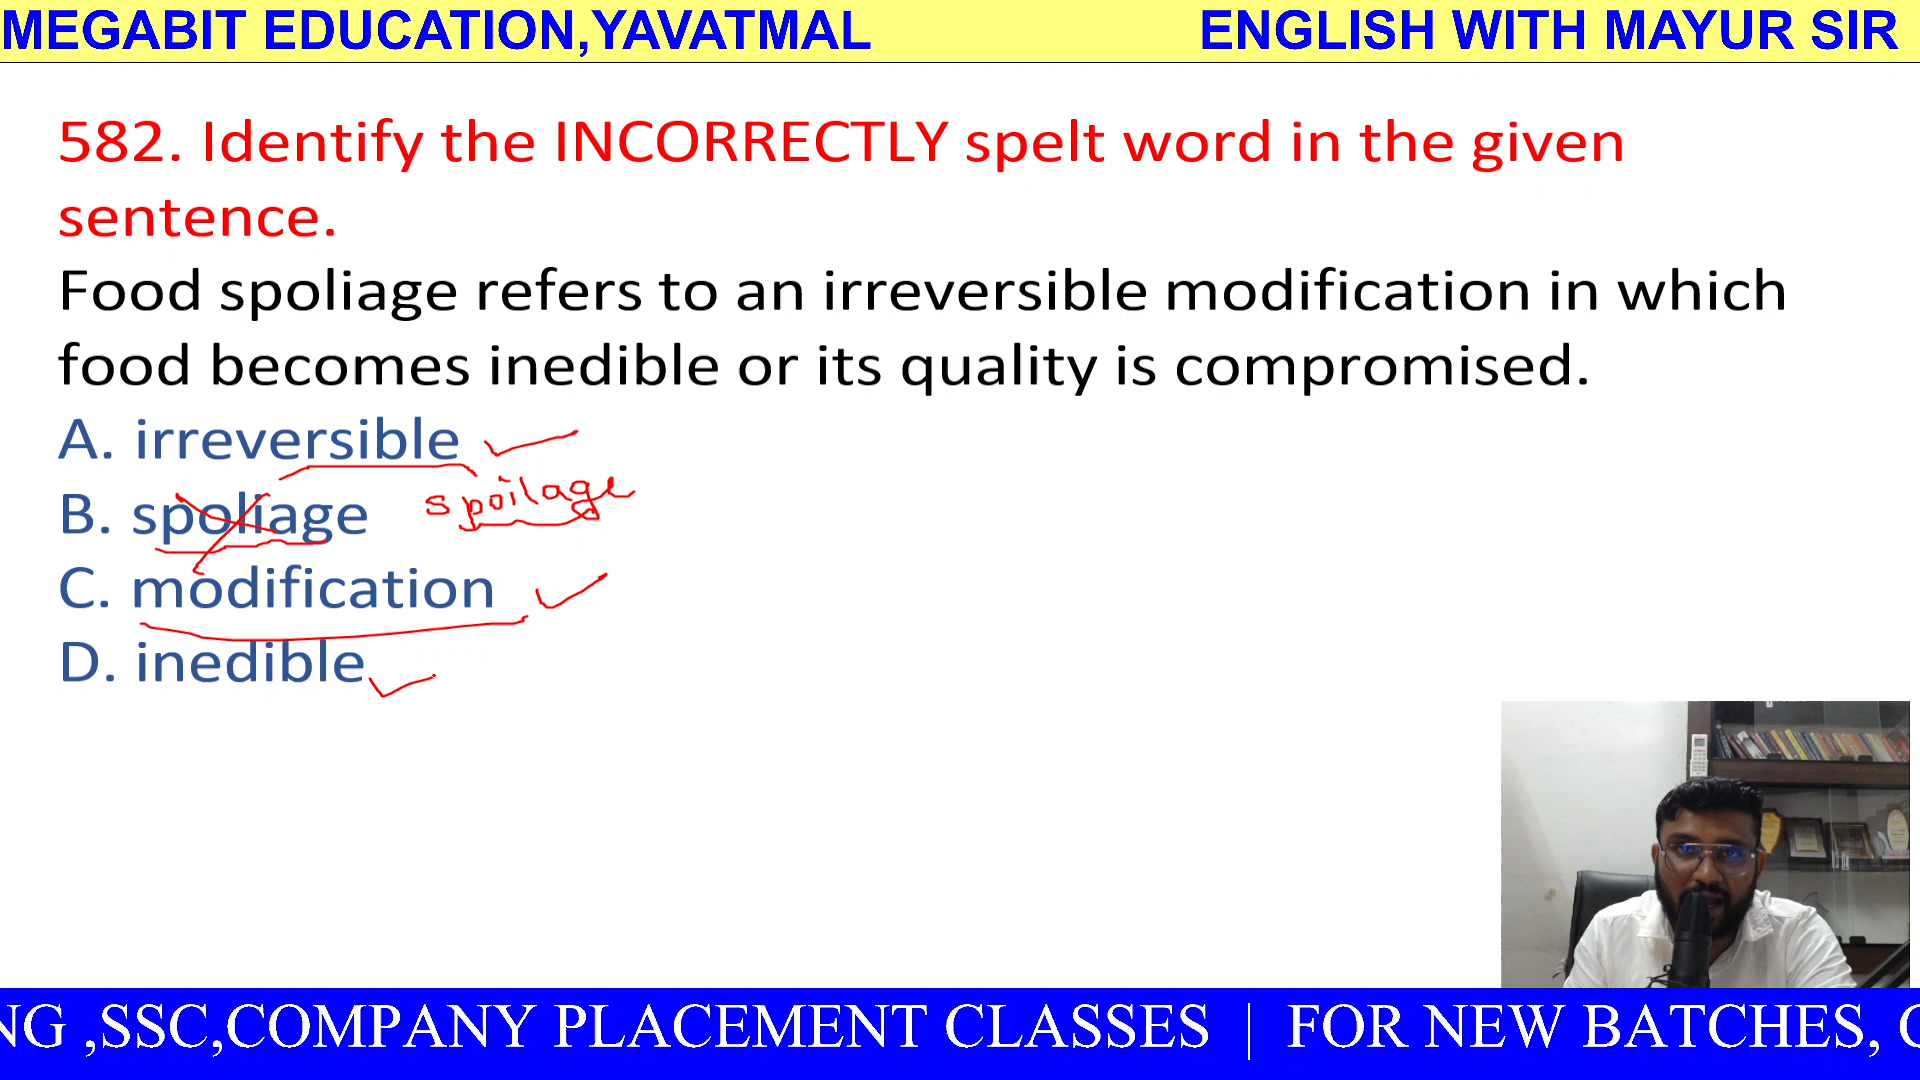 MEGABIT EDUCATION,YAVATMAL ENGLISH WITH MAYUR SIR
582. Identify the INCORRECTLY spelt word in the given
sentence.
Food spoliage refers to an irreversible modification in which
food becomes inedible or its quality is compromised.
A. irreversible
B. spoliage spoilage
C. modification
D. inedible
NG ,SSC,COMPANY PLACEMENT CLASSES | FOR NEW BATCHES,